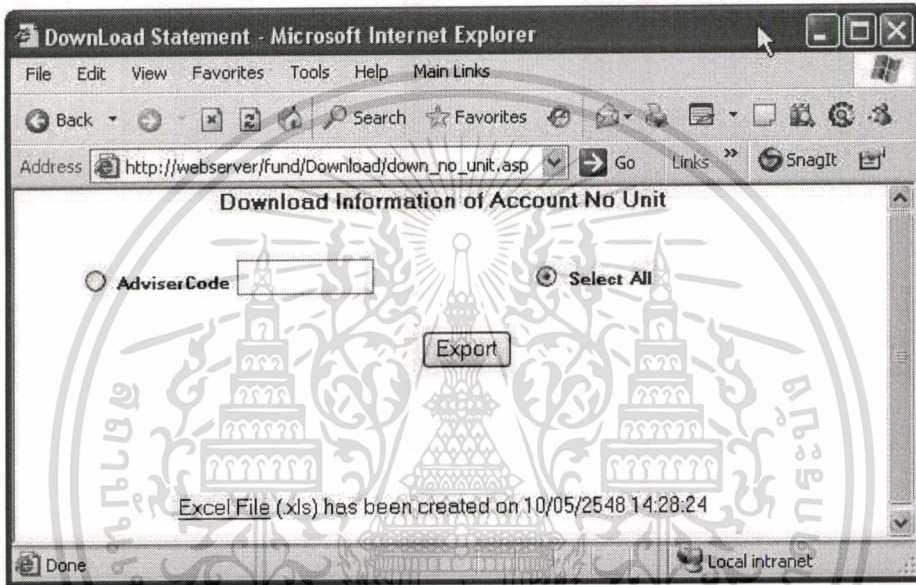 DownLoad Statement - Microsoft Internet Explorer
File Edit View Favorites Tools Help Main Links
Back Search Favorites
Address http://webserver/fund/Download/down_no_unit.asp Go Links » SnagIt
Download Information of Account No Unit
AdviserCode Select All
Export
Excel File (.xls) has been created on 10/05/2548 14:28:24
Done Local intranet